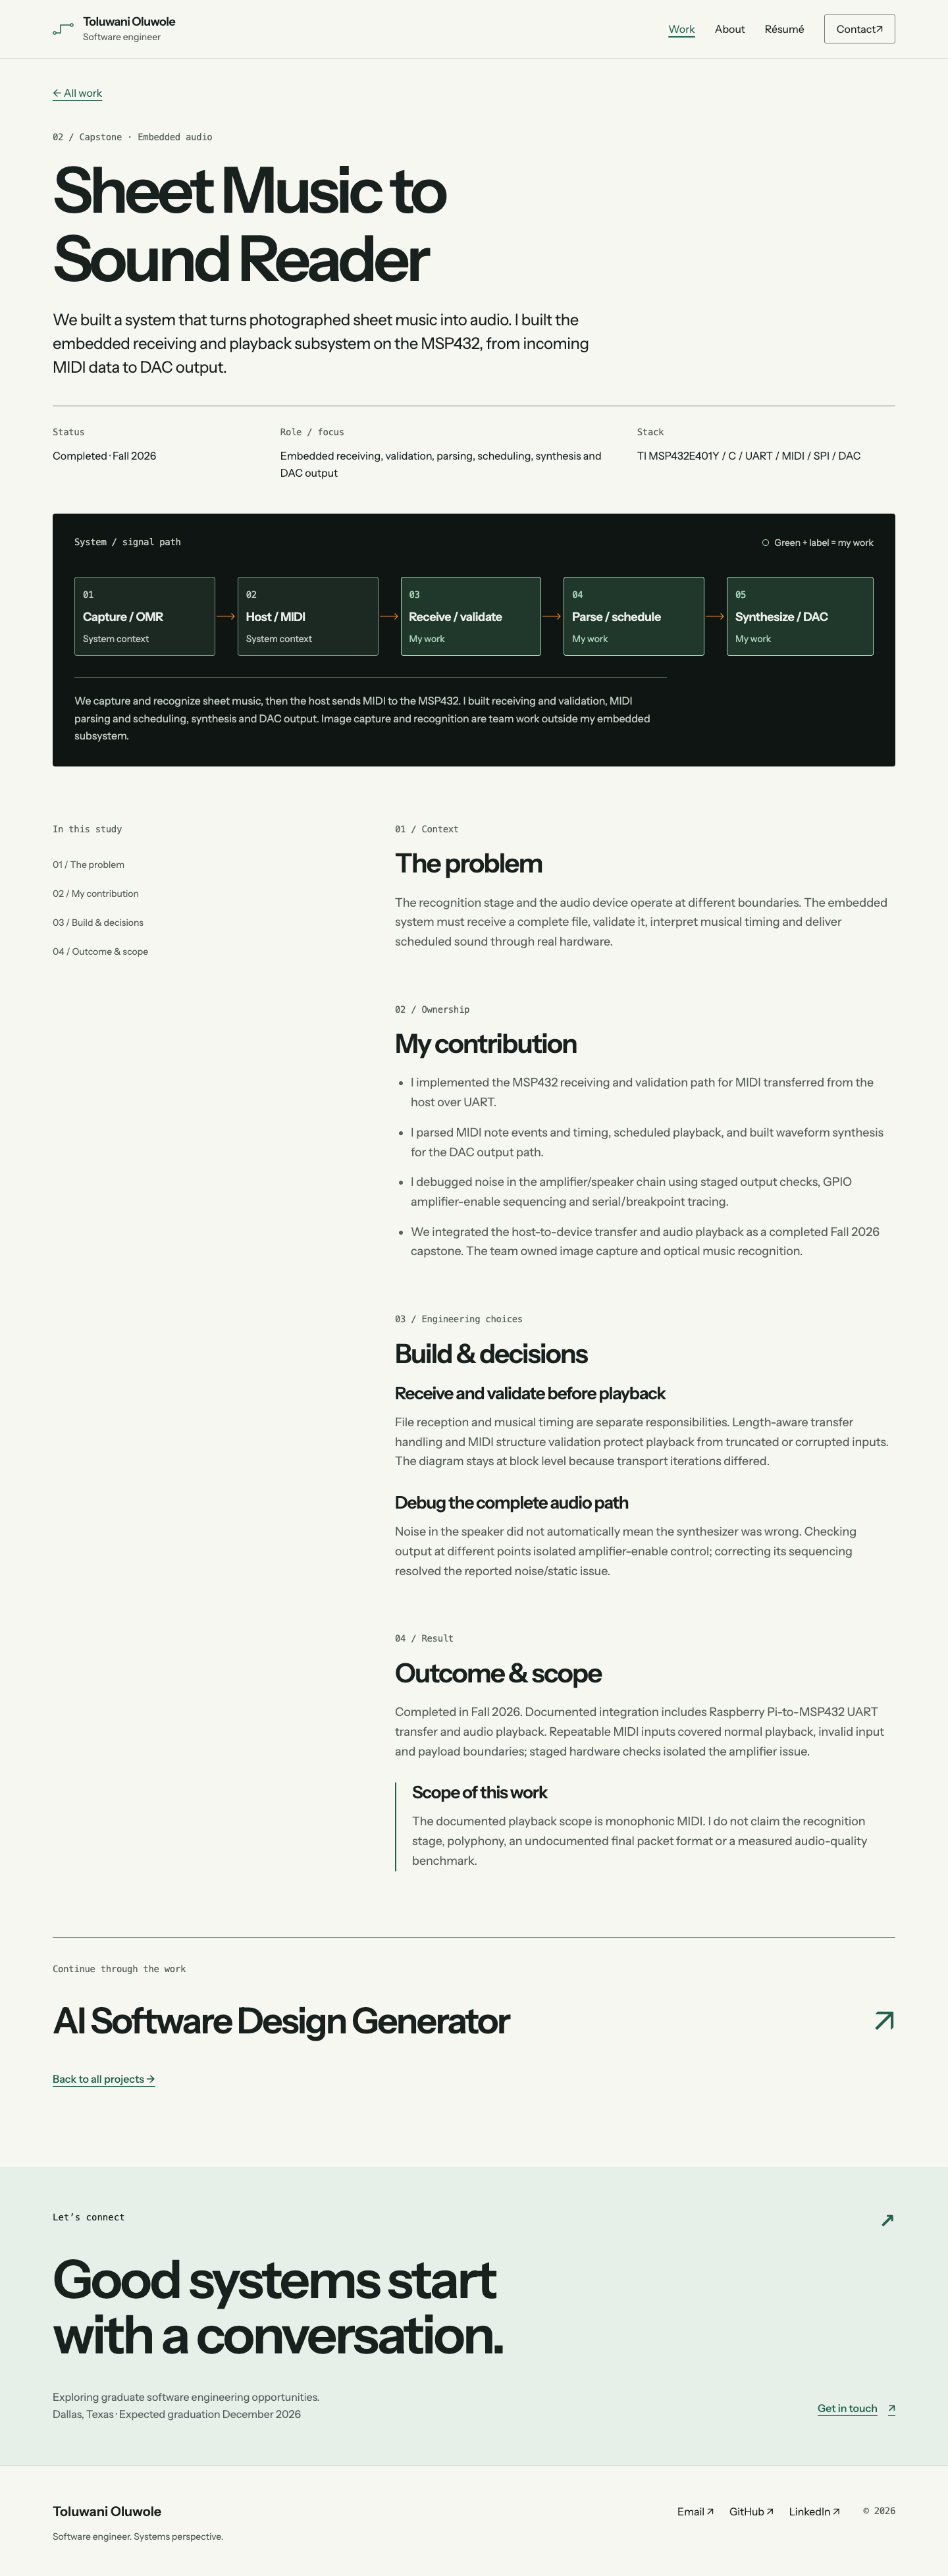 Toluwani Oluwole
Software engineer
Work
About
Résumé
Contact↗
← All work
02 / Capstone · Embedded audio
Sheet Music to
Sound Reader
We built a system that turns photographed sheet music into audio. I built the
embedded receiving and playback subsystem on the MSP432, from incoming
MIDI data to DAC output.
Status
Completed · Fall 2026
Role / focus
Embedded receiving, validation, parsing, scheduling, synthesis and
DAC output
Stack
TI MSP432E401Y / C / UART / MIDI / SPI / DAC
System / signal path
Green + label = my work
01
Capture / OMR
System context
02
Host / MIDI
System context
03
Receive / validate
My work
04
Parse / schedule
My work
05
Synthesize / DAC
My work
We capture and recognize sheet music, then the host sends MIDI to the MSP432. I built receiving and validation, MIDI
parsing and scheduling, synthesis and DAC output. Image capture and recognition are team work outside my embedded
subsystem.
In this study
01 / The problem
02 / My contribution
03 / Build & decisions
04 / Outcome & scope
01 / Context
The problem
The recognition stage and the audio device operate at different boundaries. The embedded
system must receive a complete file, validate it, interpret musical timing and deliver
scheduled sound through real hardware.
02 / Ownership
My contribution
• I implemented the MSP432 receiving and validation path for MIDI transferred from the
host over UART.
• I parsed MIDI note events and timing, scheduled playback, and built waveform synthesis
for the DAC output path.
• I debugged noise in the amplifier/speaker chain using staged output checks, GPIO
amplifier-enable sequencing and serial/breakpoint tracing.
• We integrated the host-to-device transfer and audio playback as a completed Fall 2026
capstone. The team owned image capture and optical music recognition.
03 / Engineering choices
Build & decisions
Receive and validate before playback
File reception and musical timing are separate responsibilities. Length-aware transfer
handling and MIDI structure validation protect playback from truncated or corrupted inputs.
The diagram stays at block level because transport iterations differed.
Debug the complete audio path
Noise in the speaker did not automatically mean the synthesizer was wrong. Checking
output at different points isolated amplifier-enable control; correcting its sequencing
resolved the reported noise/static issue.
04 / Result
Outcome & scope
Completed in Fall 2026. Documented integration includes Raspberry Pi-to-MSP432 UART
transfer and audio playback. Repeatable MIDI inputs covered normal playback, invalid input
and payload boundaries; staged hardware checks isolated the amplifier issue.
Scope of this work
The documented playback scope is monophonic MIDI. I do not claim the recognition
stage, polyphony, an undocumented final packet format or a measured audio-quality
benchmark.
Continue through the work
AI Software Design Generator ↗
Back to all projects →
Let’s connect ↗
Good systems start
with a conversation.
Exploring graduate software engineering opportunities.
Dallas, Texas · Expected graduation December 2026
Get in touch ↗
Toluwani Oluwole
Software engineer. Systems perspective.
Email ↗
GitHub ↗
LinkedIn ↗
© 2026